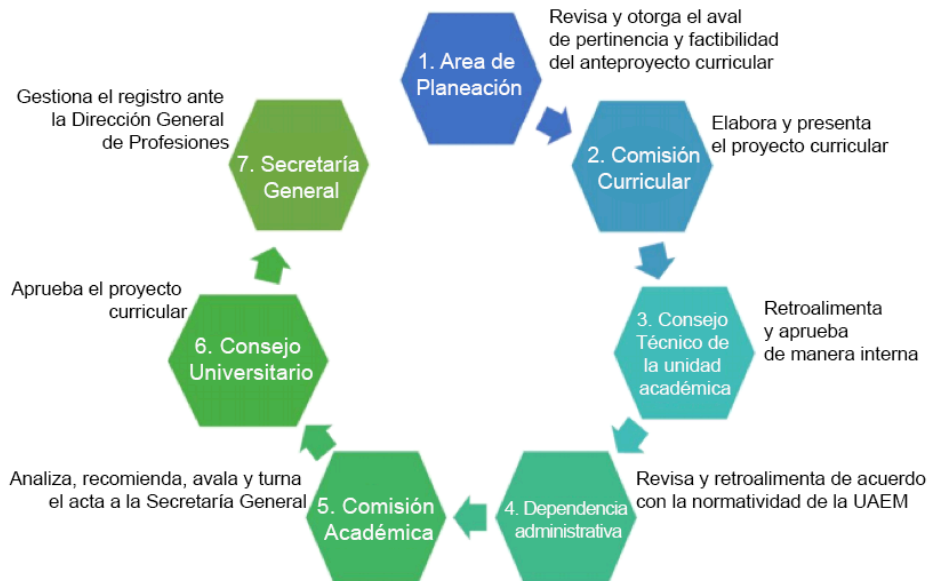 1. Area de
Planeación
Revisa y otorga el aval
de pertinencia y factibilidad
del anteproyecto curricular
2. Comisión
Curricular
Elabora y presenta
el proyecto curricular
3. Consejo
Técnico de
la unidad
académica
Retroalimenta
y aprueba
de manera interna
4. Dependencia
administrativa
Revisa y retroalimenta de acuerdo
con la normatividad de la UAEM
5. Comisión
Académica
Analiza, recomienda, avala y turna
el acta a la Secretaría General
6. Consejo
Universitario
Aprueba el proyecto
curricular
7. Secretaría
General
Gestiona el registro ante
la Dirección General
de Profesiones